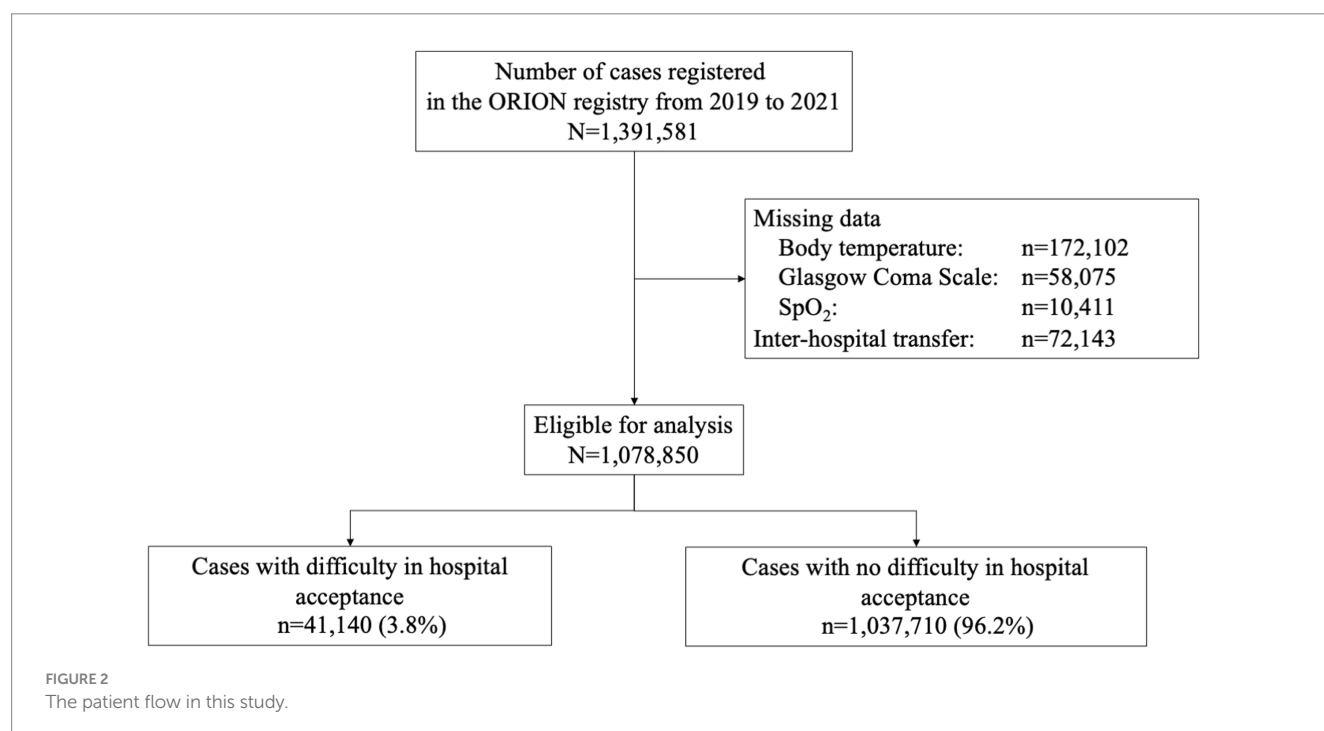 Number of cases registered
in the ORION registry from 2019 to 2021
N=1,391,581
Missing data
Body temperature: n=172,102
Glasgow Coma Scale: n=58,075
SpO₂: n=10,411
Inter-hospital transfer: n=72,143
Eligible for analysis
N=1,078,850
Cases with difficulty in hospital
acceptance
n=41,140 (3.8%)
Cases with no difficulty in hospital
acceptance
n=1,037,710 (96.2%)
FIGURE 2
The patient flow in this study.